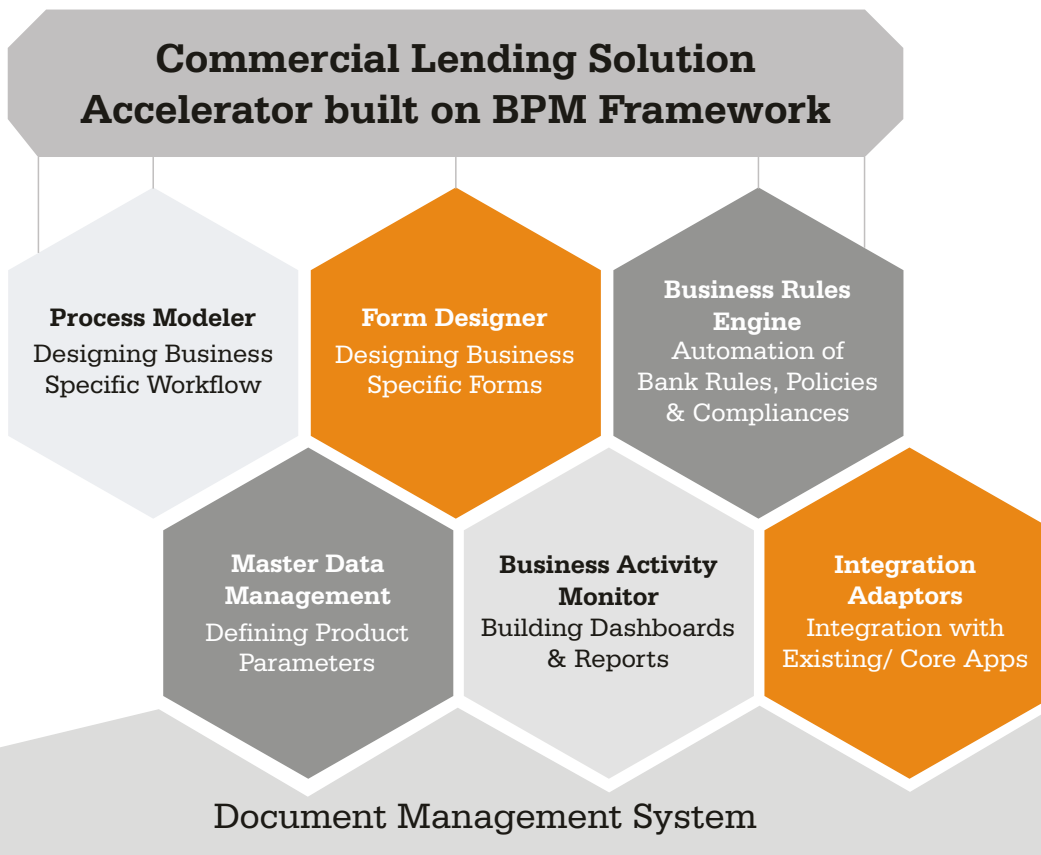 Commercial Lending Solution
Accelerator built on BPM Framework
Process Modeler
Designing Business
Specific Workflow
Form Designer
Designing Business
Specific Forms
Business Rules
Engine
Automation of
Bank Rules, Policies
& Compliances
Master Data
Management
Defining Product
Parameters
Business Activity
Monitor
Building Dashboards
& Reports
Integration
Adaptors
Integration with
Existing/ Core Apps
Document Management System